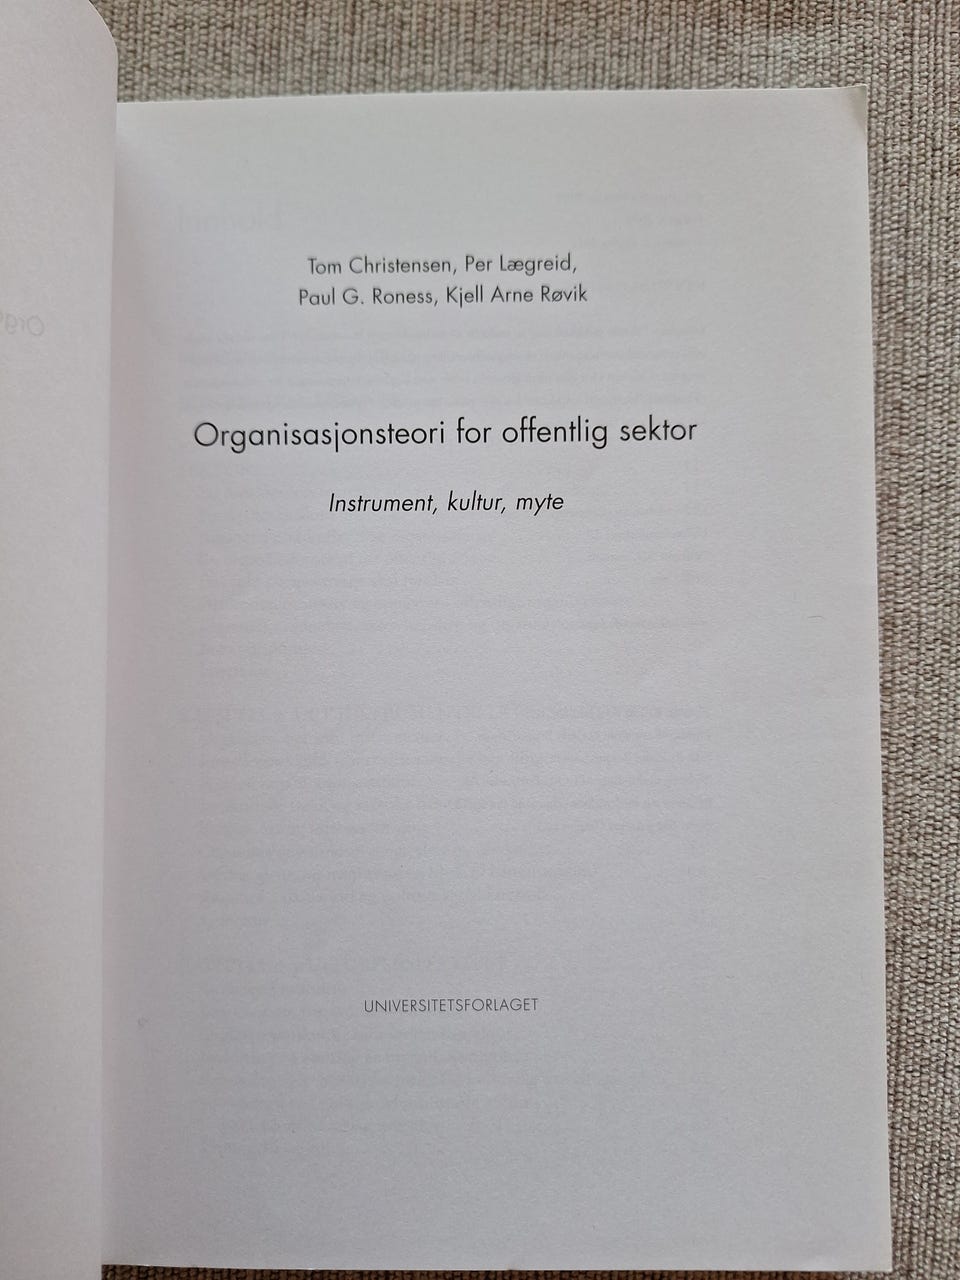 Tom Christensen, Per Lægreid,
Paul G. Roness, Kjell Arne Røvik
Organisasjonsteori for offentlig sektor
Instrument, kultur, myte
UNIVERSITETSFORLAGET